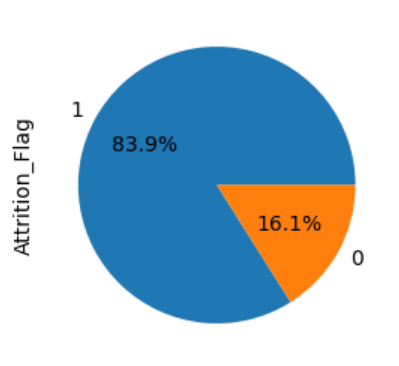 1
83.9%
Attrition_Flag
16.1%
0